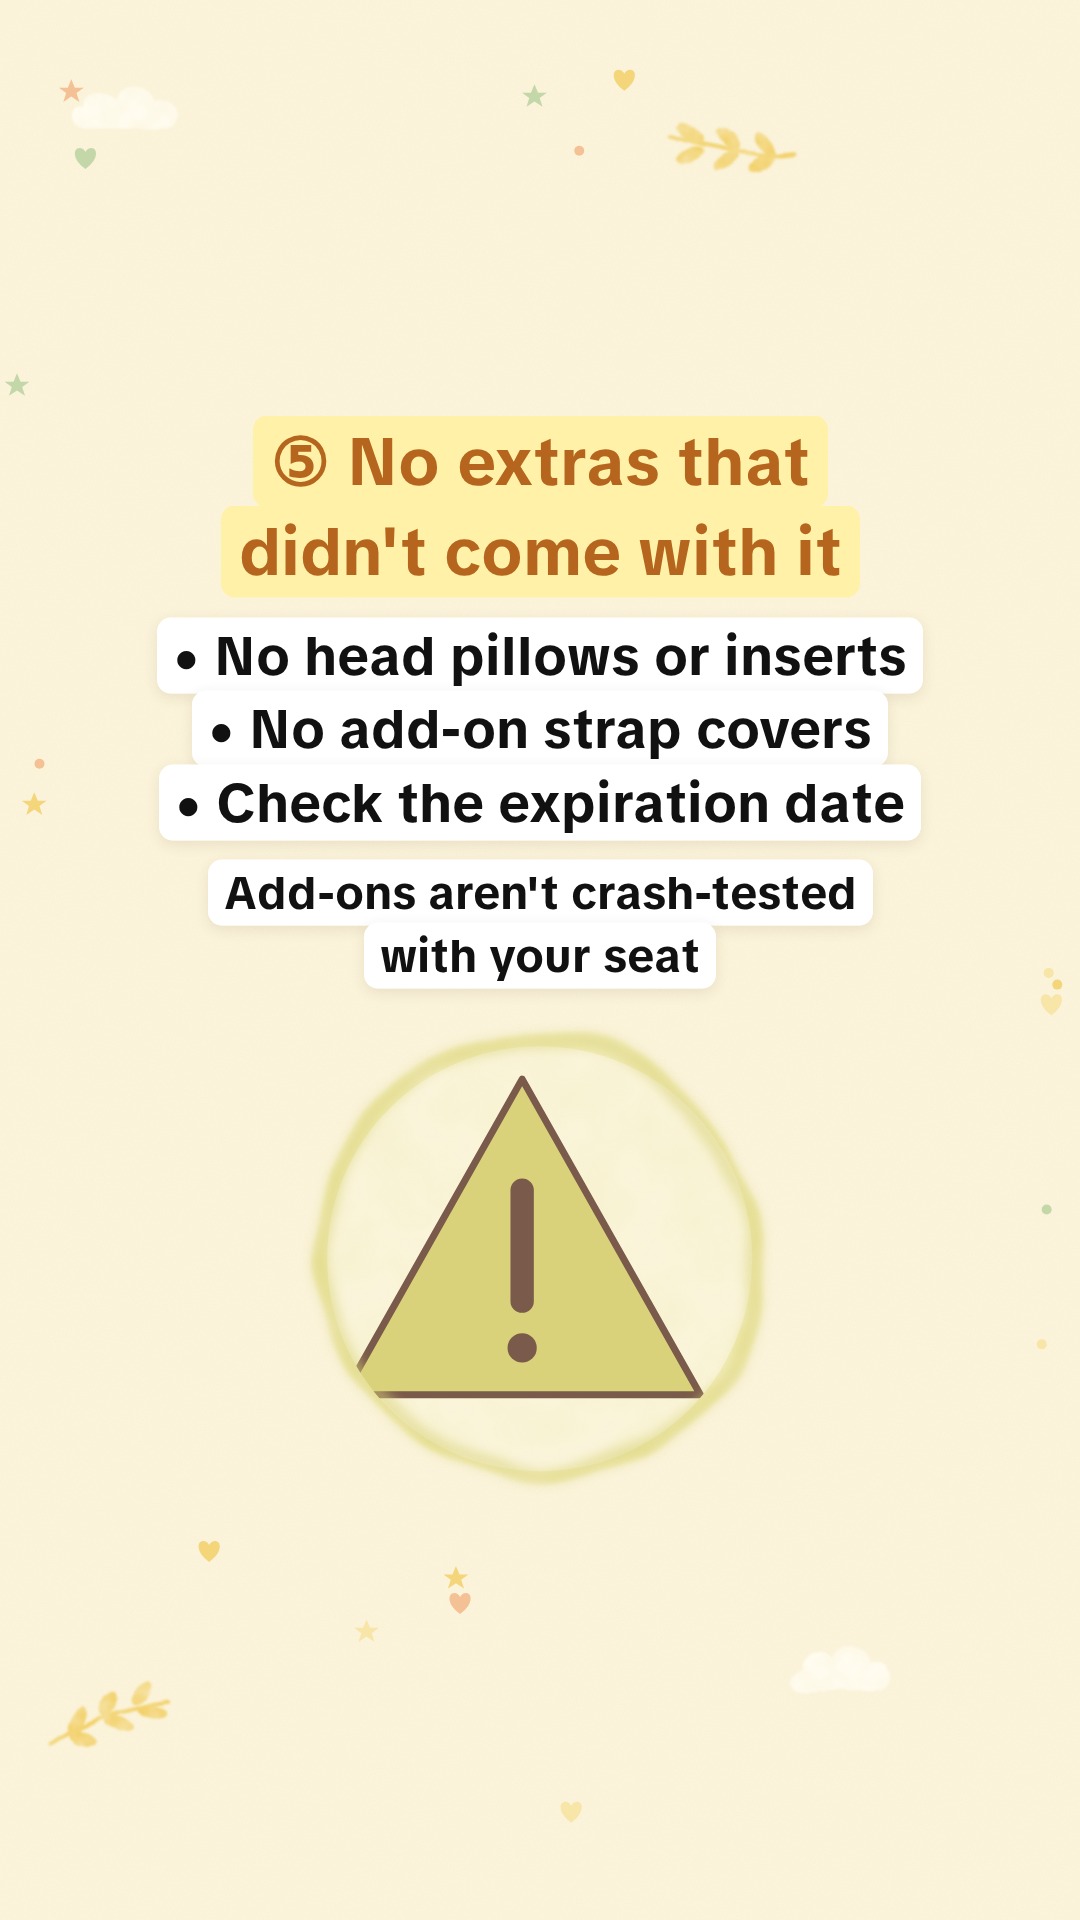 ⑤ No extras that
didn't come with it
• No head pillows or inserts
• No add-on strap covers
• Check the expiration date
Add-ons aren't crash-tested
with your seat
!